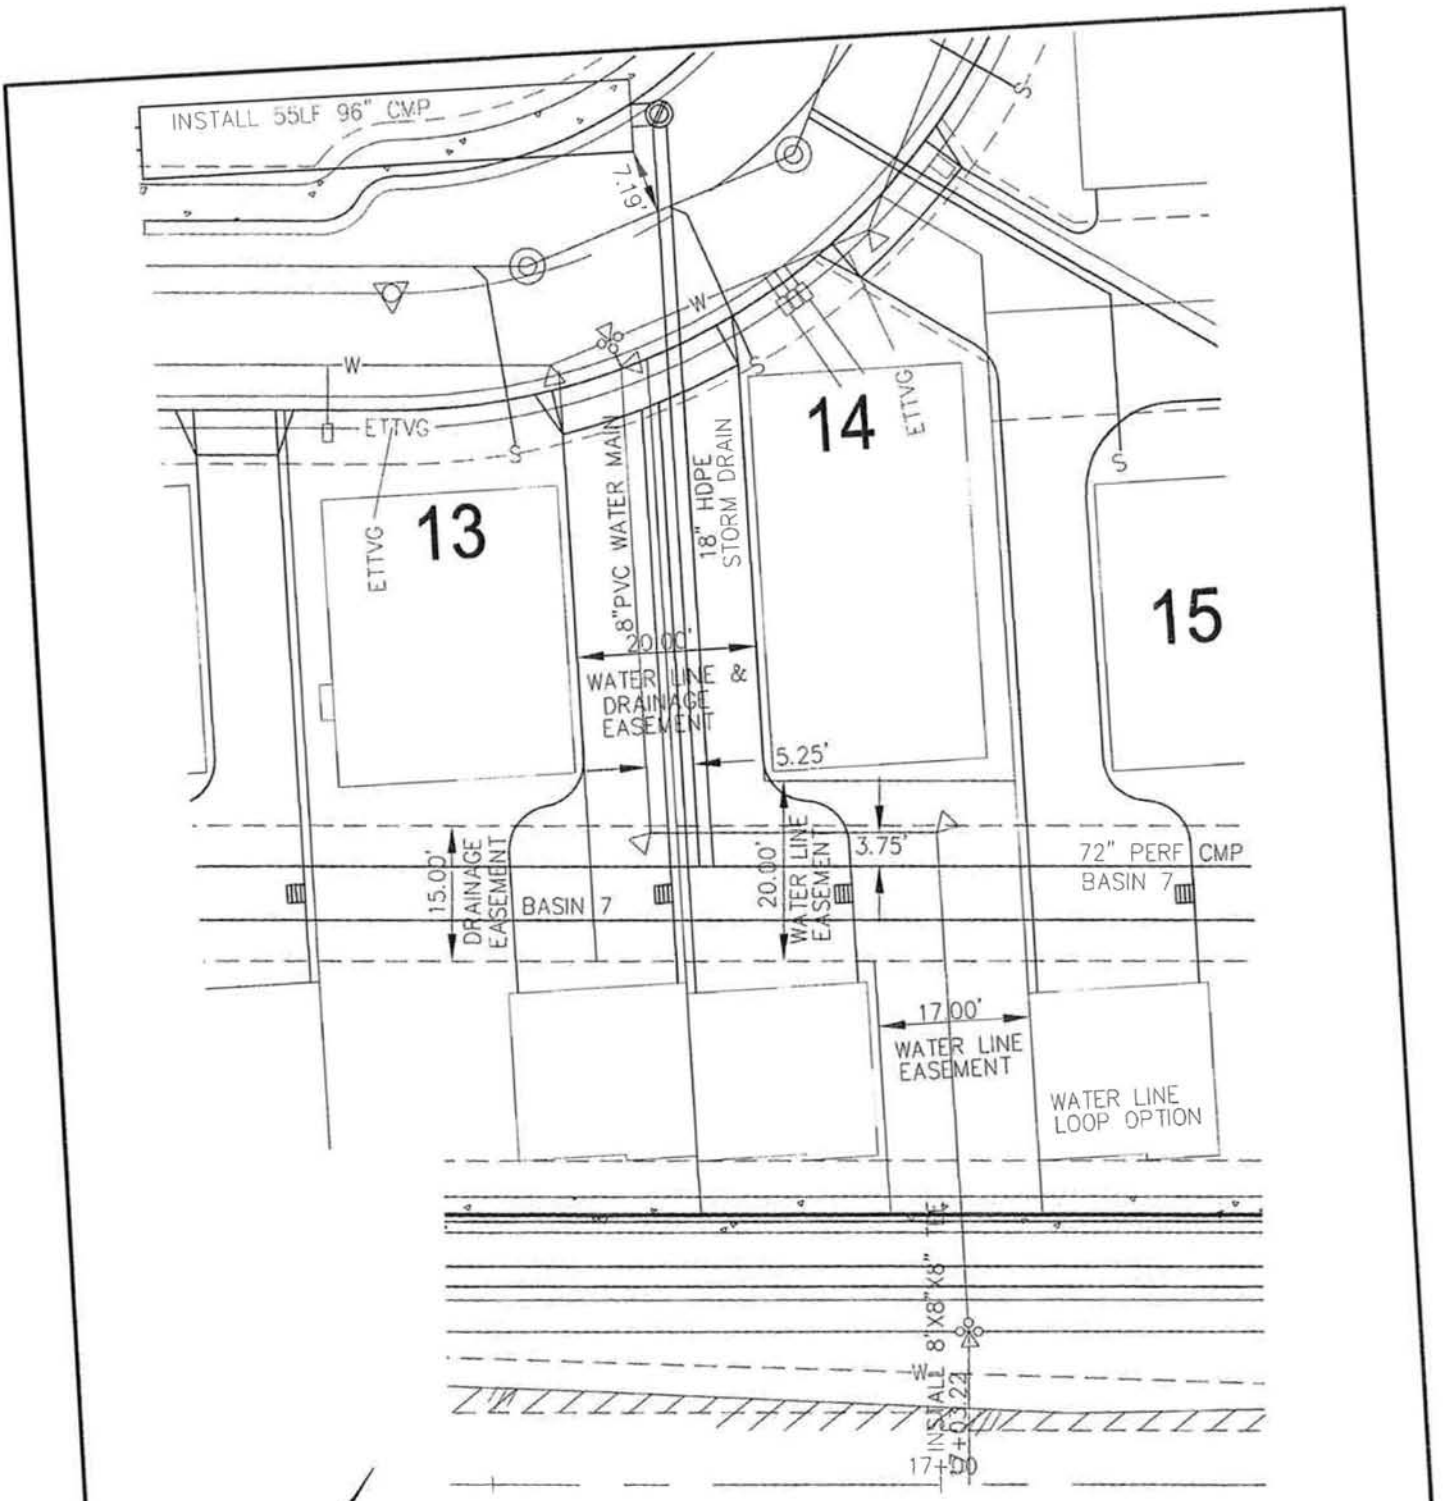 INSTALL 55LF 96" CMP
S
7.19'
W
W
S
ETTVG
14
ETTVG
S
S
13
ETTVG
8"PVC WATER MAIN
18" HDPE
STORM DRAIN
15
20.00'
WATER LINE &
DRAINAGE
EASEMENT
5.25'
15.00'
DRAINAGE
EASEMENT
BASIN 7
20.00'
WATER LINE
EASEMENT
3.75'
72" PERF CMP
BASIN 7
17.00'
WATER LINE
EASEMENT
WATER LINE
LOOP OPTION
INSTALL 8"X8"X8" TEE
17+03.22
W
17+00